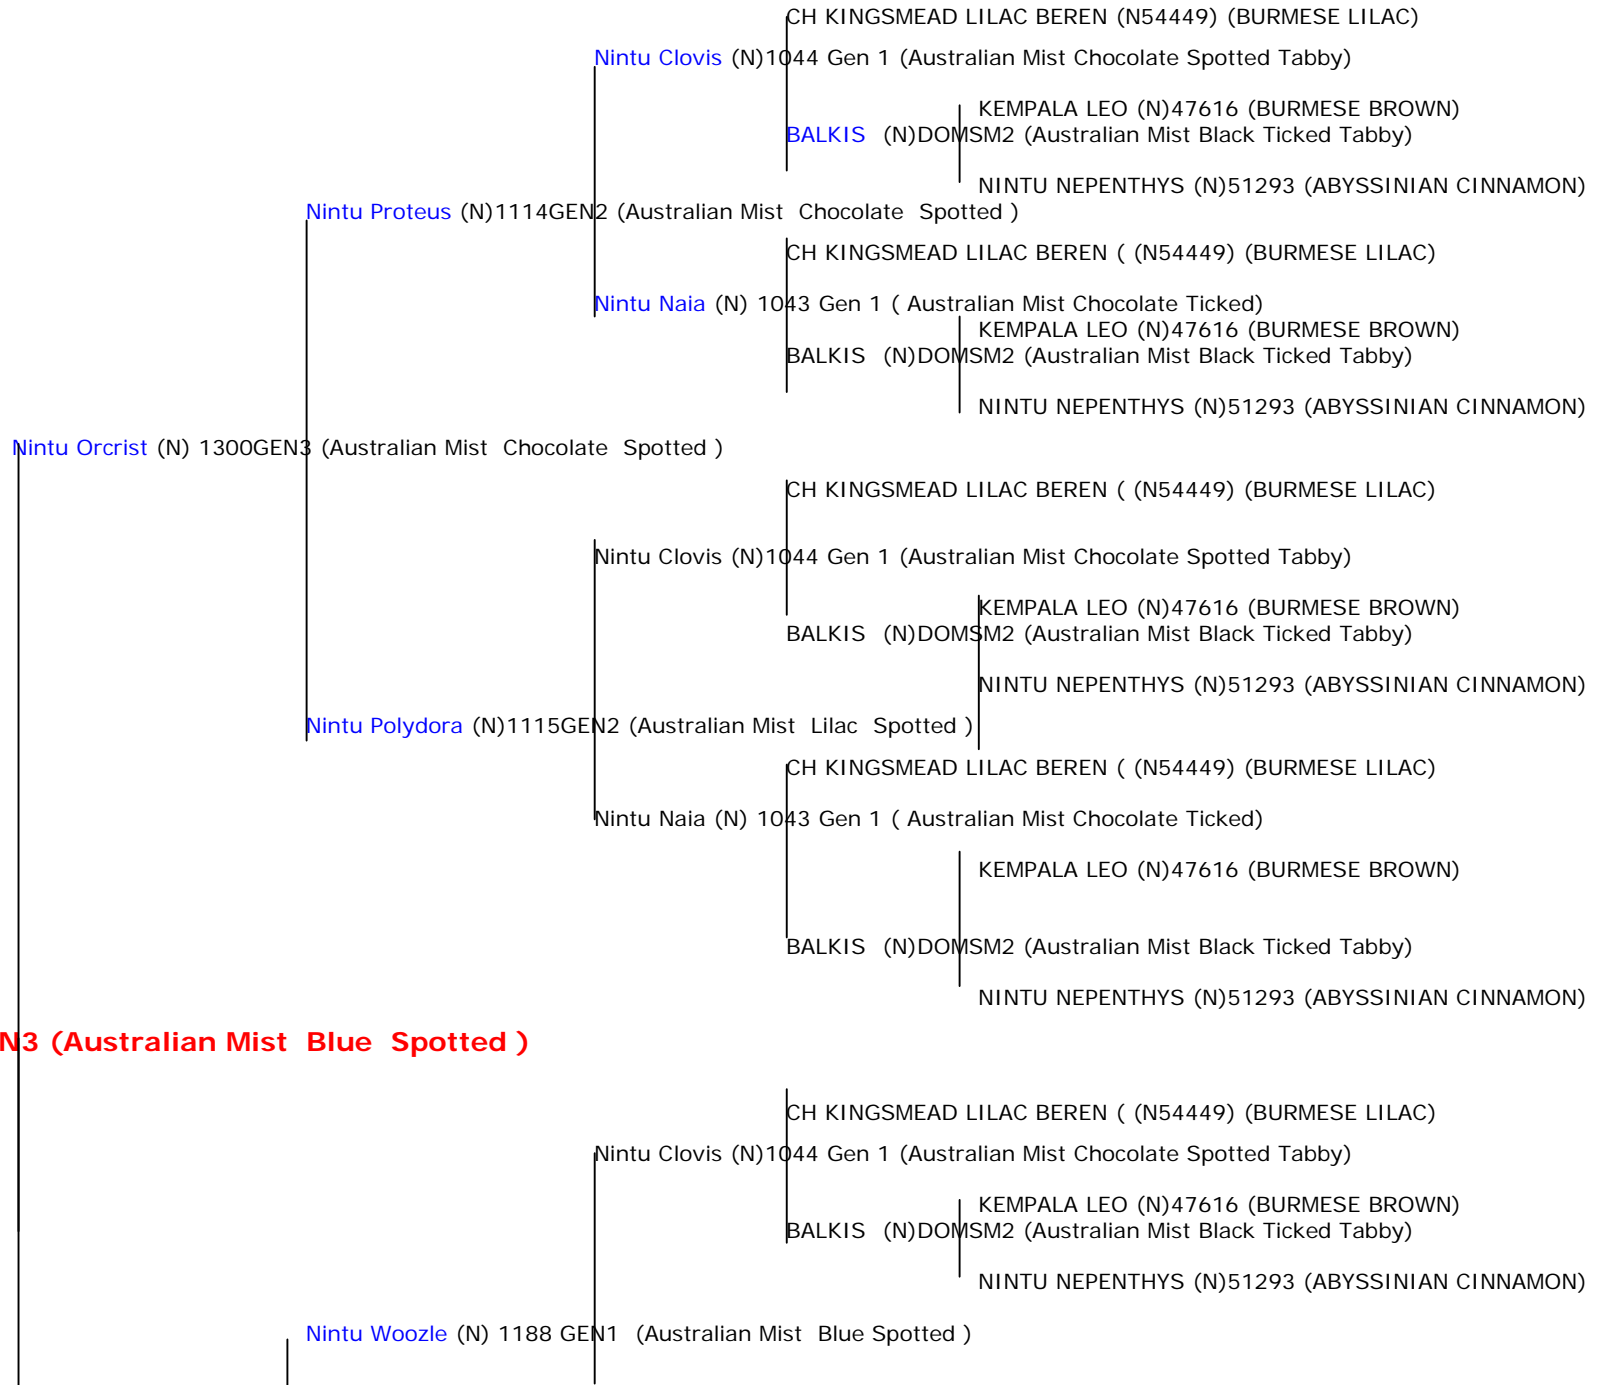 CH KINGSMEAD LILAC BEREN (N54449) (BURMESE LILAC)
Nintu Clovis (N)1044 Gen 1 (Australian Mist Chocolate Spotted Tabby)
KEMPALA LEO (N)47616 (BURMESE BROWN)
BALKIS (N)DOMSM2 (Australian Mist Black Ticked Tabby)
NINTU NEPENTHYS (N)51293 (ABYSSINIAN CINNAMON)
Nintu Proteus (N)1114GEN2 (Australian Mist Chocolate Spotted )
CH KINGSMEAD LILAC BEREN ( (N54449) (BURMESE LILAC)
Nintu Naia (N) 1043 Gen 1 ( Australian Mist Chocolate Ticked)
KEMPALA LEO (N)47616 (BURMESE BROWN)
BALKIS (N)DOMSM2 (Australian Mist Black Ticked Tabby)
NINTU NEPENTHYS (N)51293 (ABYSSINIAN CINNAMON)
Nintu Orcrist (N) 1300GEN3 (Australian Mist Chocolate Spotted )
CH KINGSMEAD LILAC BEREN ( (N54449) (BURMESE LILAC)
Nintu Clovis (N)1044 Gen 1 (Australian Mist Chocolate Spotted Tabby)
KEMPALA LEO (N)47616 (BURMESE BROWN)
BALKIS (N)DOMSM2 (Australian Mist Black Ticked Tabby)
NINTU NEPENTHYS (N)51293 (ABYSSINIAN CINNAMON)
Nintu Polydora (N)1115GEN2 (Australian Mist Lilac Spotted )
CH KINGSMEAD LILAC BEREN ( (N54449) (BURMESE LILAC)
Nintu Naia (N) 1043 Gen 1 ( Australian Mist Chocolate Ticked)
KEMPALA LEO (N)47616 (BURMESE BROWN)
BALKIS (N)DOMSM2 (Australian Mist Black Ticked Tabby)
NINTU NEPENTHYS (N)51293 (ABYSSINIAN CINNAMON)
N3 (Australian Mist Blue Spotted )
CH KINGSMEAD LILAC BEREN ( (N54449) (BURMESE LILAC)
Nintu Clovis (N)1044 Gen 1 (Australian Mist Chocolate Spotted Tabby)
KEMPALA LEO (N)47616 (BURMESE BROWN)
BALKIS (N)DOMSM2 (Australian Mist Black Ticked Tabby)
NINTU NEPENTHYS (N)51293 (ABYSSINIAN CINNAMON)
Nintu Woozle (N) 1188 GEN1 (Australian Mist Blue Spotted )